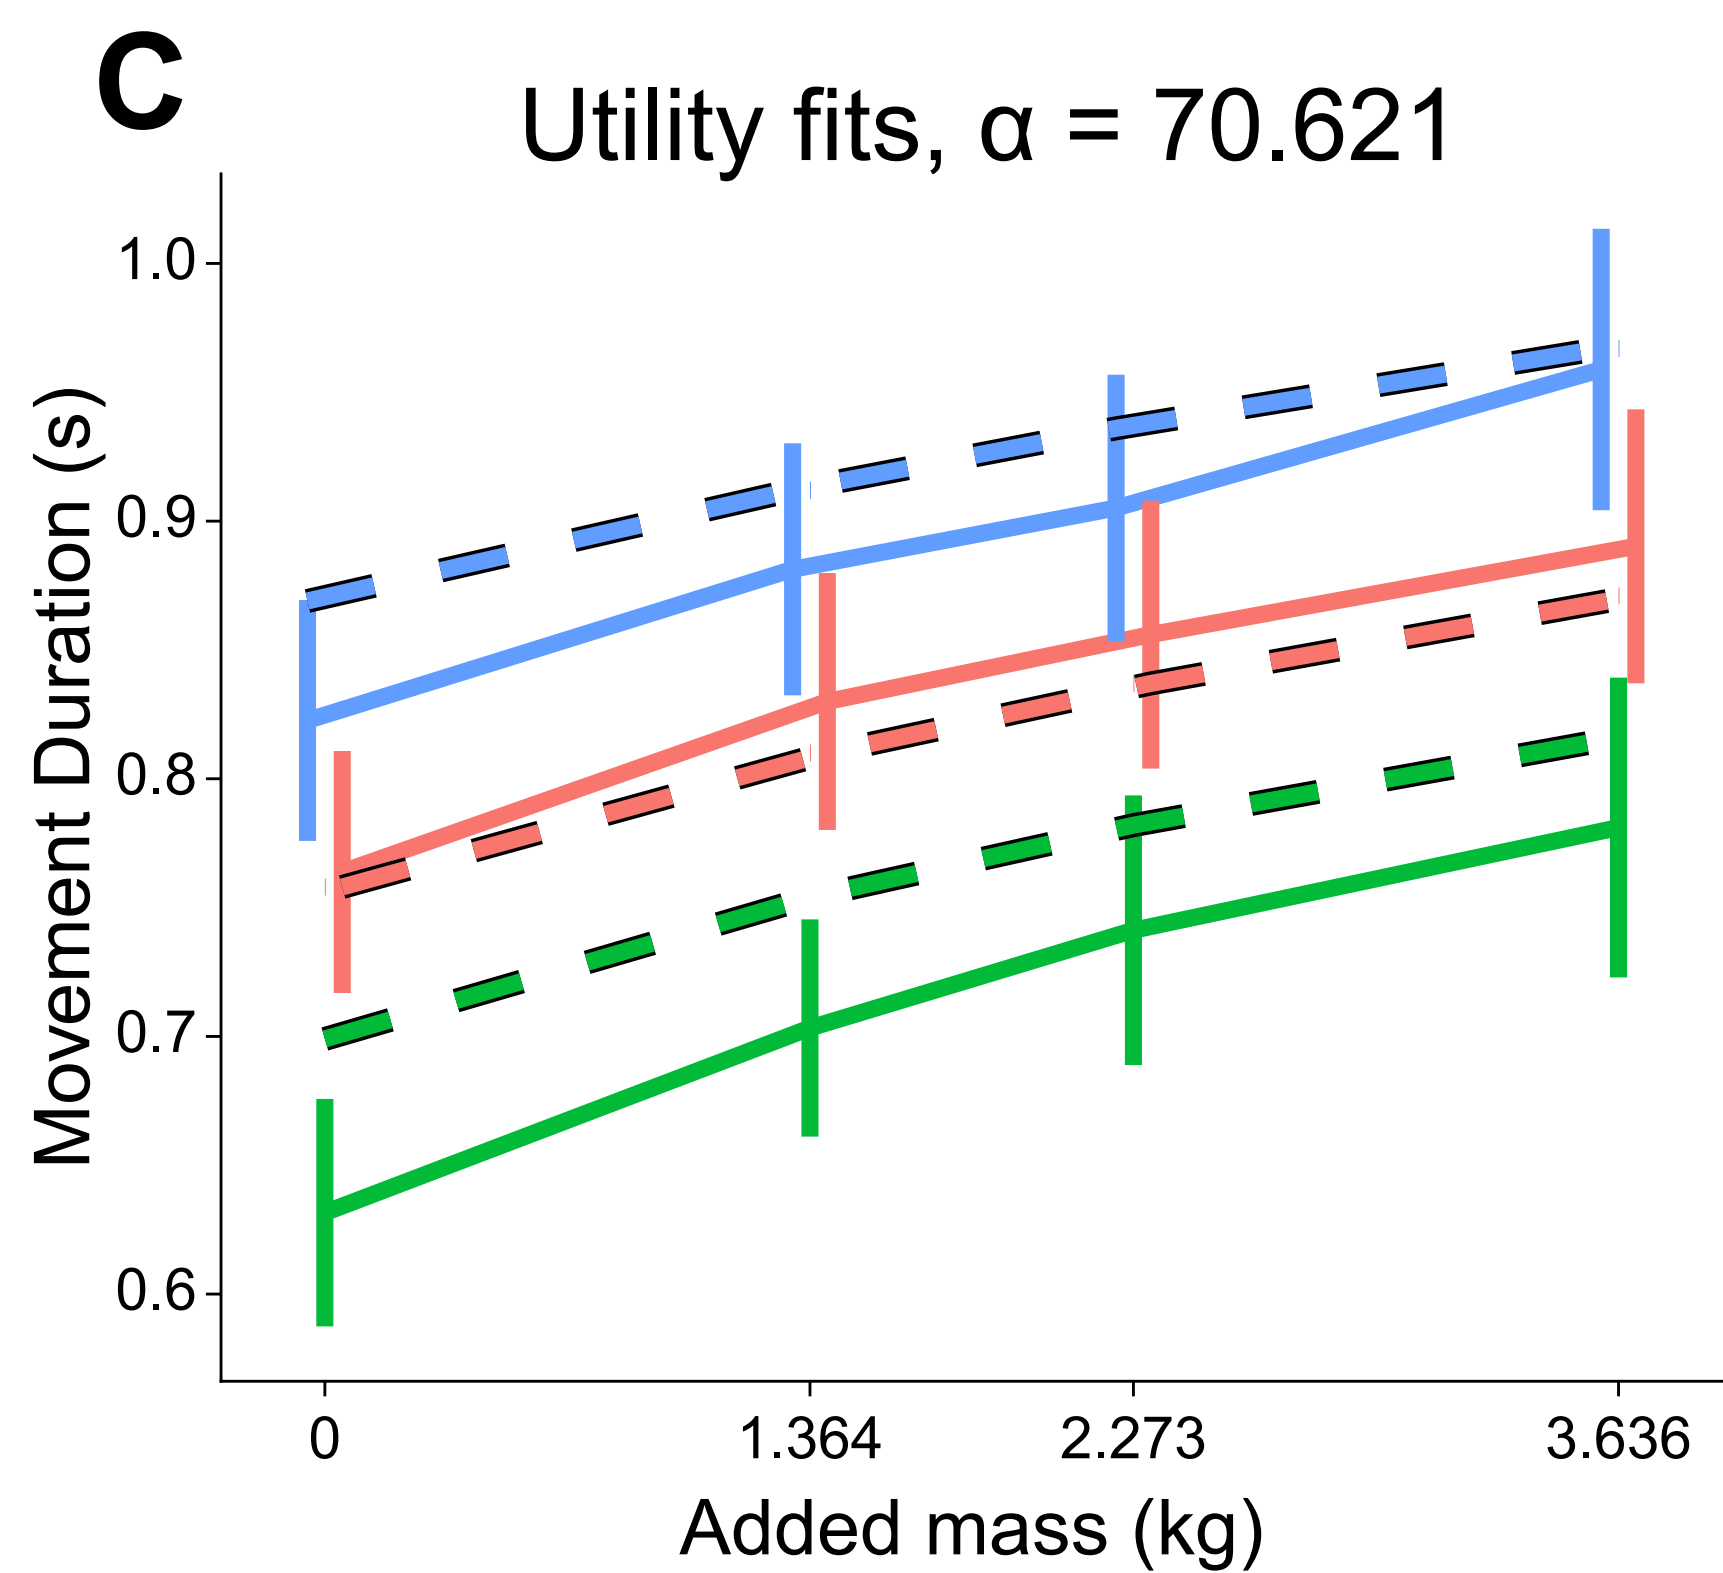 C
Utility fits, α = 70.621
Movement Duration (s)
1.0
0.9
0.8
0.7
0.6
0
1.364
2.273
3.636
Added mass (kg)